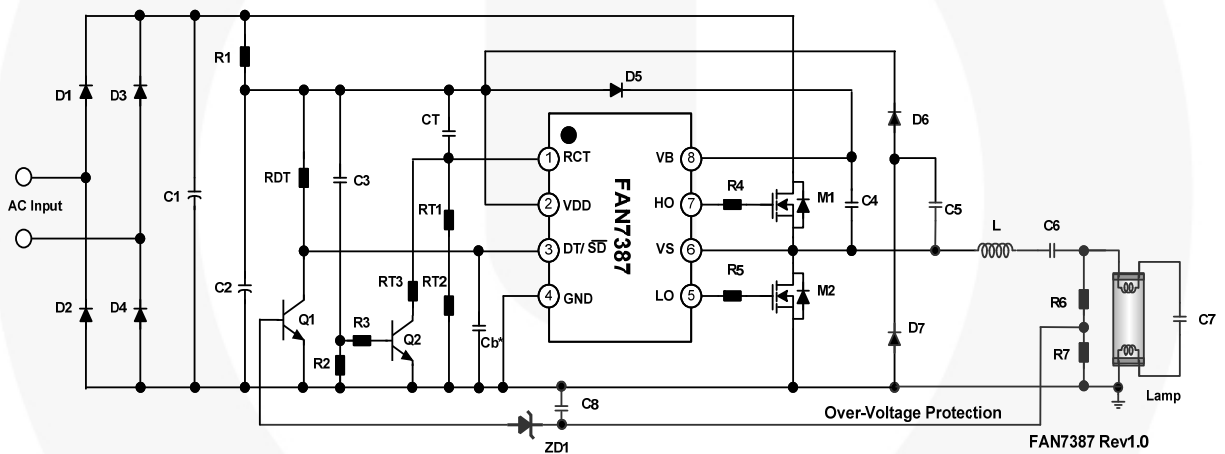 R1
D1
D3
D5
D6
CT
RCT
1
VB
8
AC Input
C1
RDT
C3
RT1
VDD
2
FAN7387
HO
7
R4
M1
C4
C5
DT/SD
3
VS
6
L
C6
C2
RT3
RT2
GND
4
LO
5
R5
M2
R6
C7
D2
D4
Q1
R3
Q2
R2
Cb*
D7
R7
C8
Lamp
Over-Voltage Protection
ZD1
FAN7387 Rev1.0